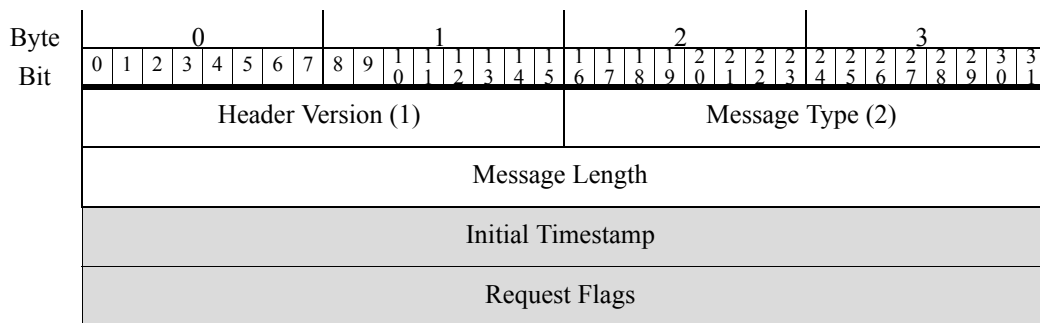 Byte 0 1 2 3
Bit 0 1 2 3 4 5 6 7 8 9 10 11 12 13 14 15 16 17 18 19 20 21 22 23 24 25 26 27 28 29 30 31
Header Version (1) Message Type (2)
Message Length
Initial Timestamp
Request Flags